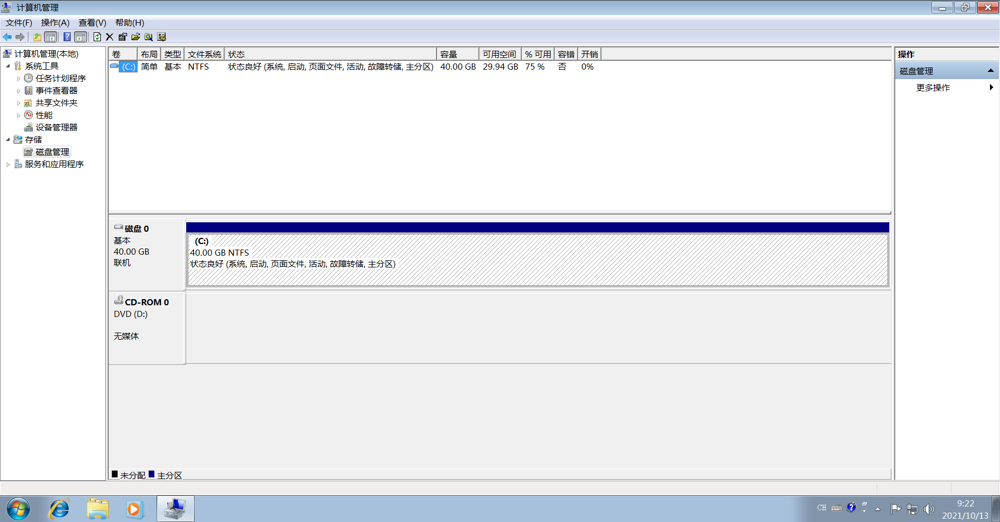 计算机管理
文件(F) 操作(A) 查看(V) 帮助(H)
计算机管理(本地)
系统工具
任务计划程序
事件查看器
共享文件夹
性能
设备管理器
存储
磁盘管理
服务和应用程序
卷 布局 类型 文件系统 状态 容量 可用空间 % 可用 容错 开销
(C:) 简单 基本 NTFS 状态良好 (系统, 启动, 页面文件, 活动, 故障转储, 主分区) 40.00 GB 29.94 GB 75 % 否 0%
磁盘 0
基本
40.00 GB
联机
(C:)
40.00 GB NTFS
状态良好 (系统, 启动, 页面文件, 活动, 故障转储, 主分区)
CD-ROM 0
DVD (D:)
无媒体
未分配 主分区
操作
磁盘管理
更多操作
CH
9:22
2021/10/13